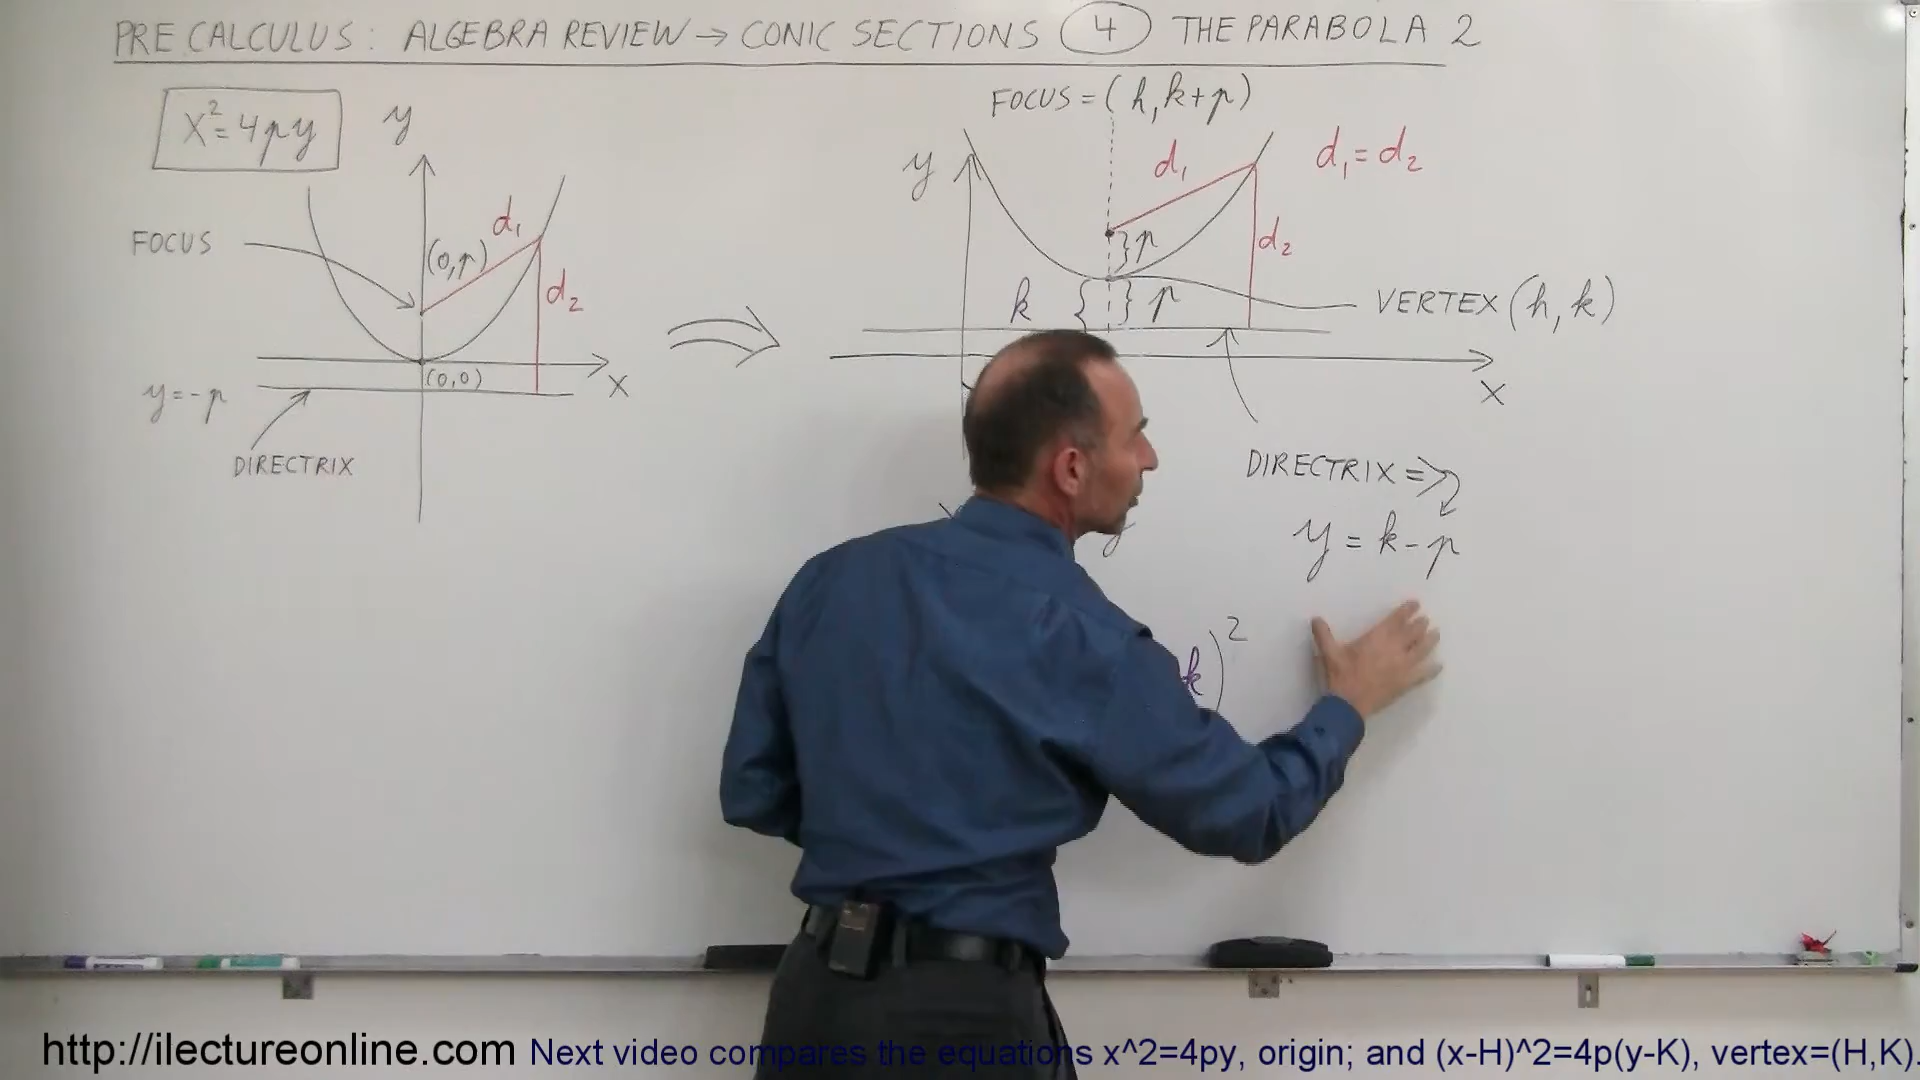 PRE CALCULUS: ALGEBRA REVIEW → CONIC SECTIONS 4 THE PARABOLA 2
x²=4py
y
FOCUS
(0,p)
d₁
d₂
(0,0)
x
y=-p
DIRECTRIX
FOCUS=(h,k+p)
y
d₁
d₁=d₂
}p
d₂
k { } p
VERTEX(h,k)
x
DIRECTRIX ⇒
y=k-p
k)²
http://ilectureonline.com Next video compares the equations x^2=4py, origin; and (x-H)^2=4p(y-K), vertex=(H,K).